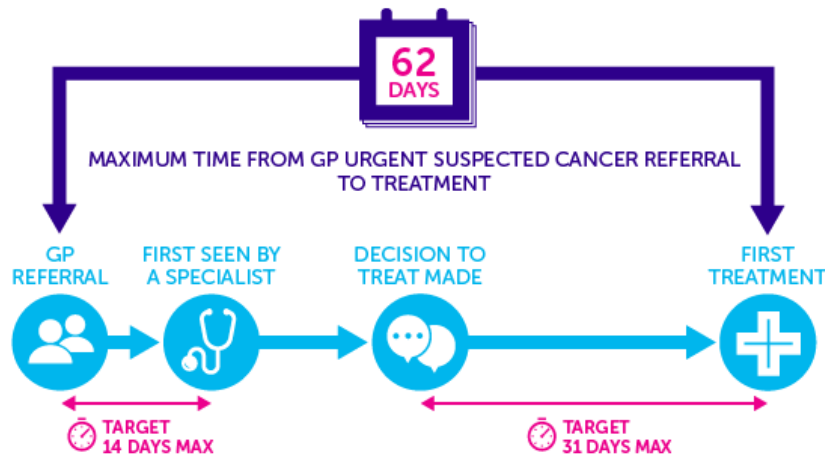 62
DAYS
MAXIMUM TIME FROM GP URGENT SUSPECTED CANCER REFERRAL
TO TREATMENT
GP
REFERRAL
FIRST SEEN BY
A SPECIALIST
DECISION TO
TREAT MADE
FIRST
TREATMENT
TARGET
14 DAYS MAX
TARGET
31 DAYS MAX